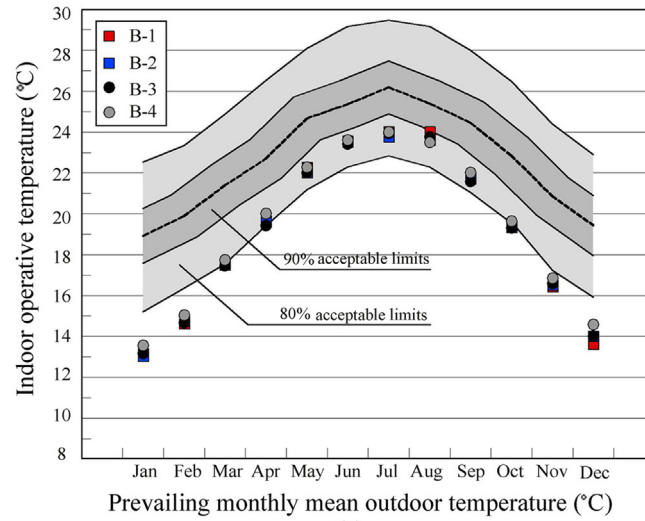 30
28
26
24
22
20
18
16
14
12
10
8
Indoor operative temperature (°C)
B-1
B-2
B-3
B-4
90% acceptable limits
80% acceptable limits
Jan Feb Mar Apr May Jun Jul Aug Sep Oct Nov Dec
Prevailing monthly mean outdoor temperature (°C)